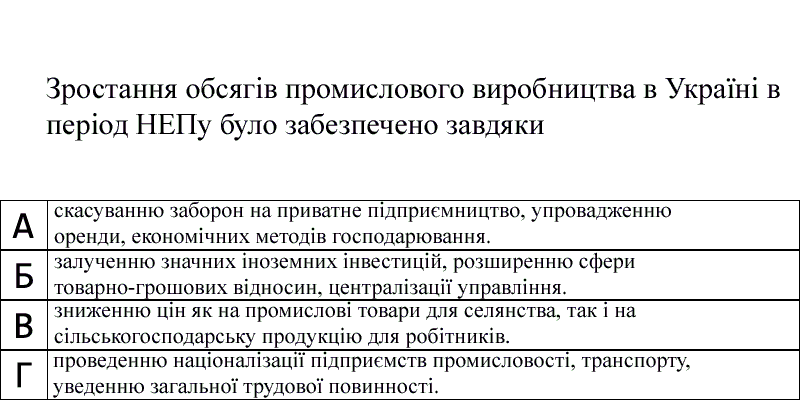 Зростання обсягів промислового виробництва в Україні в
період НЕПу було забезпечено завдяки
А
скасуванню заборон на приватне підприємництво, упровадженню
оренди, економічних методів господарювання.
Б
залученню значних іноземних інвестицій, розширенню сфери
товарно-грошових відносин, централізації управління.
В
зниженню цін як на промислові товари для селянства, так і на
сільськогосподарську продукцію для робітників.
Г
проведенню націоналізації підприємств промисловості, транспорту,
уведенню загальної трудової повинності.